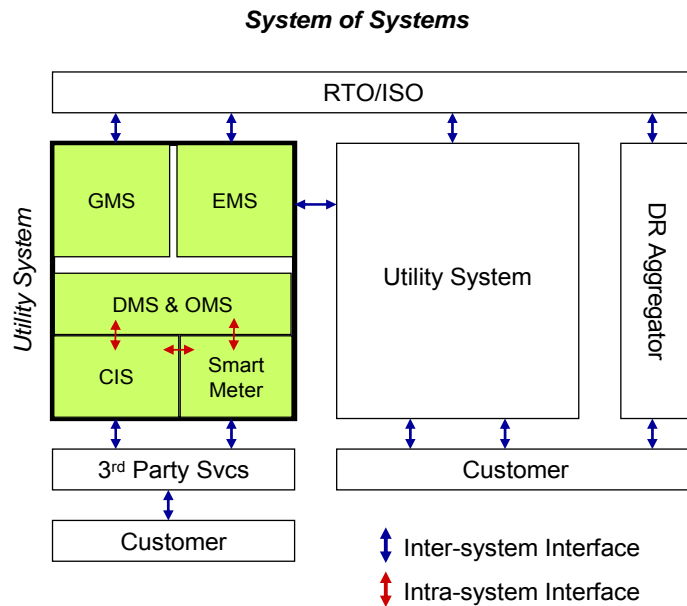 System of Systems
RTO/ISO
Utility System
GMS
EMS
DMS & OMS
CIS
Smart
Meter
Utility System
DR Aggregator
3rd Party Svcs
Customer
Customer
Inter-system Interface
Intra-system Interface